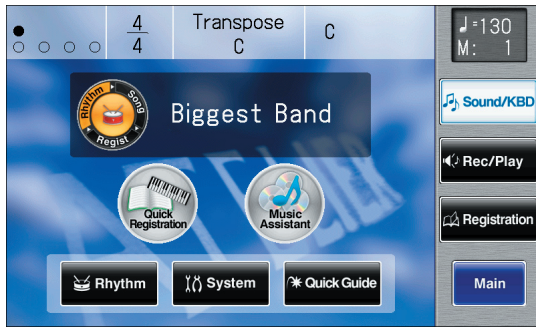 4
4
Transpose
C
C
♩=130
M: 1
Rhythm
Song
Regist
Biggest Band
Sound/KBD
Rec/Play
Quick
Registration
Music
Assistant
Registration
Rhythm
System
Quick Guide
Main
ATELIER